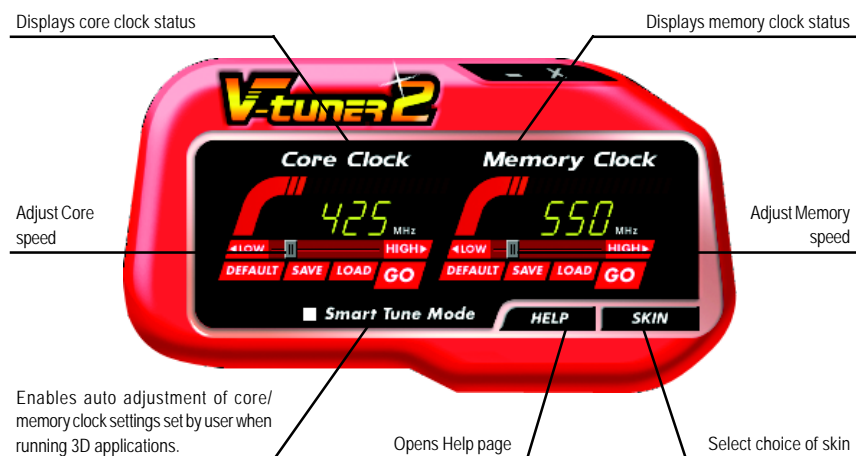 Displays core clock status
Displays memory clock status
V-tuner2
Core Clock
Memory Clock
Adjust Core
speed
425 MHz
550 MHz
Adjust Memory
speed
LOW HIGH
LOW HIGH
DEFAULT SAVE LOAD GO
DEFAULT SAVE LOAD GO
Smart Tune Mode
HELP
SKIN
Enables auto adjustment of core/
memory clock settings set by user when
running 3D applications.
Opens Help page
Select choice of skin